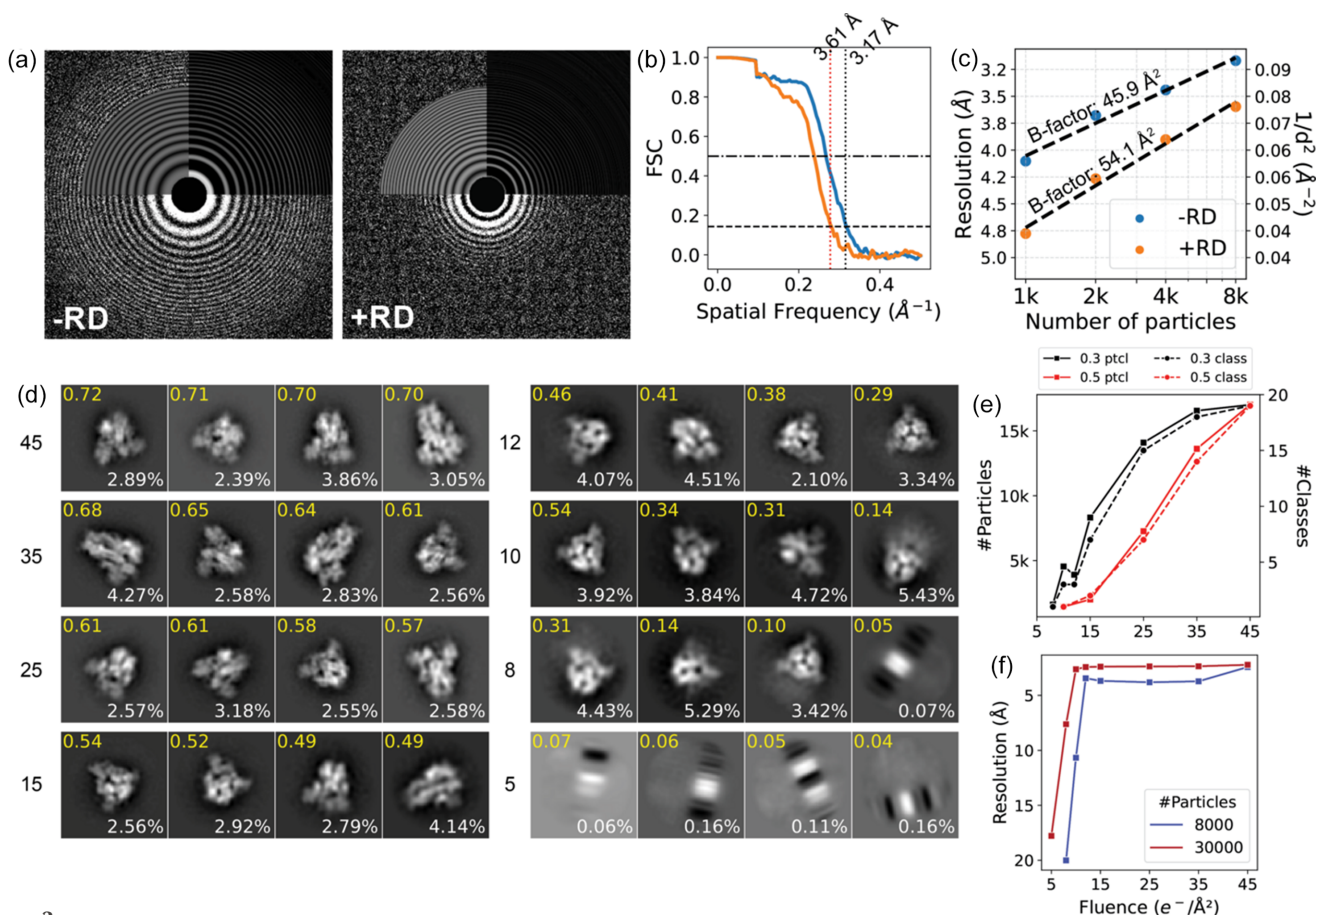 (a)
-RD
+RD
(b)
3.61 Å
3.17 Å
FSC
1.0
0.8
0.6
0.4
0.2
0.0
0.0 0.2 0.4
Spatial Frequency (Å⁻¹)
(c)
Resolution (Å)
3.2
3.5
3.8
4.0
4.2
4.5
4.8
5.0
B-factor: 45.9 Å²
B-factor: 54.1 Å²
-RD
+RD
0.09
0.08
0.07
0.06
0.05
0.04
0.04
1/d² (Å⁻²)
1k 2k 4k 8k
Number of particles
(d)
45
0.72 0.71 0.70 0.70
2.89% 2.39% 3.86% 3.05%
35
0.68 0.65 0.64 0.61
4.27% 2.58% 2.83% 2.56%
25
0.61 0.61 0.58 0.57
2.57% 3.18% 2.55% 2.58%
15
0.54 0.52 0.49 0.49
2.56% 2.92% 2.79% 4.14%
12
0.46 0.41 0.38 0.29
4.07% 4.51% 2.10% 3.34%
10
0.54 0.34 0.31 0.14
3.92% 3.84% 4.72% 5.43%
8
0.31 0.14 0.10 0.05
4.43% 5.29% 3.42% 0.07%
5
0.07 0.06 0.05 0.04
0.06% 0.16% 0.11% 0.16%
(e)
0.3 ptcl 0.3 class
0.5 ptcl 0.5 class
#Particles
15k
10k
5k
20
15
10
5
#Classes
5 15 25 35 45
(f)
Resolution (Å)
5
10
15
20
#Particles
8000
30000
5 15 25 35 45
Fluence (e⁻/Å²)